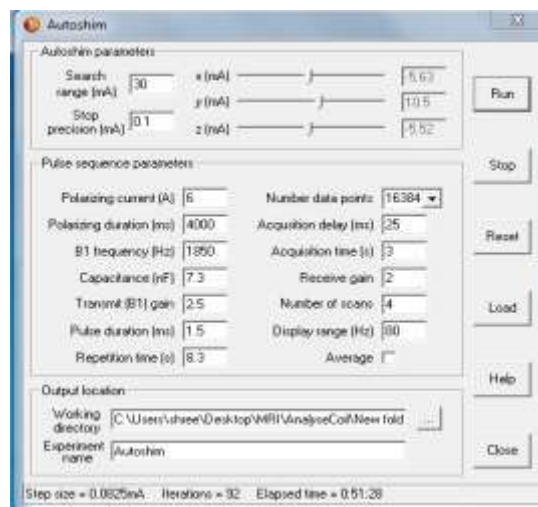 Autoshim
Autoshim parameters
Search range (mA) 30
Stop precision (mA) 0.1
x (mA) -5.63
y (mA) 10.5
z (mA) -5.52
Pulse sequence parameters
Polarizing current (A) 6
Polarizing duration (ms) 4000
B1 frequency (Hz) 1850
Capacitance (nF) 7.3
Transmit (B1) gain 2.5
Pulse duration (ms) 1.5
Repetition time (s) 8.3
Number data points 16384
Acqusition delay (ms) 25
Acquisition time (s) 3
Receive gain 2
Number of scans 4
Display range (Hz) 80
Average
Output location
Working directory C:\Users\shree\Desktop\MRI\AnalyseCoil\New fold ...
Experiment name Autoshim
Run
Stop
Reset
Load
Help
Close
Step size = 0.0825mA Iterations = 92 Elapsed time = 0:51:28